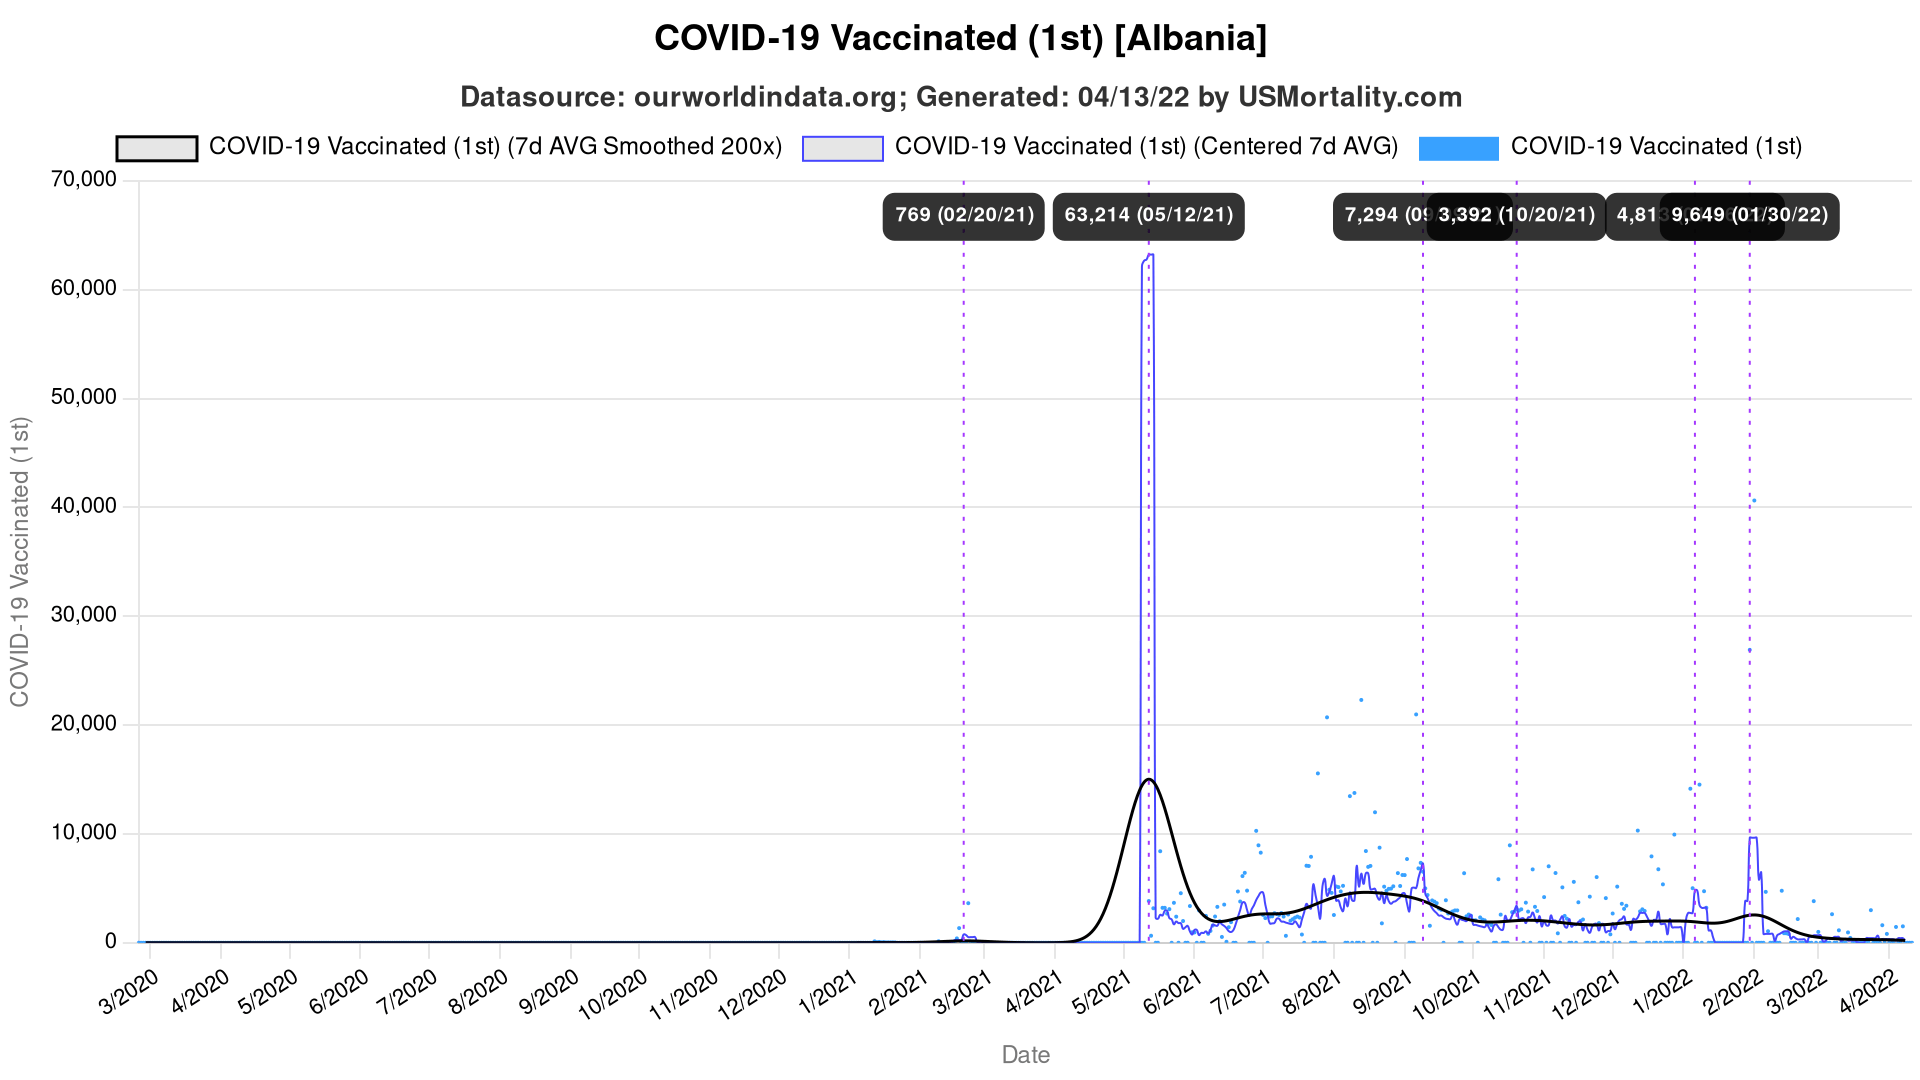 COVID-19 Vaccinated (1st) [Albania]
Datasource: ourworldindata.org; Generated: 04/13/22 by USMortality.com
COVID-19 Vaccinated (1st) (7d AVG Smoothed 200x) COVID-19 Vaccinated (1st) (Centered 7d AVG) COVID-19 Vaccinated (1st)
769 (02/20/21) 63,214 (05/12/21) 7,294 (09 3,392 (10/20/21) 4,813 9,649 (01/30/22)
70,000
60,000
50,000
40,000
30,000
20,000
10,000
0
COVID-19 Vaccinated (1st)
3/2020 4/2020 5/2020 6/2020 7/2020 8/2020 9/2020 10/2020 11/2020 12/2020 1/2021 2/2021 3/2021 4/2021 5/2021 6/2021 7/2021 8/2021 9/2021 10/2021 11/2021 12/2021 1/2022 2/2022 3/2022 4/2022
Date